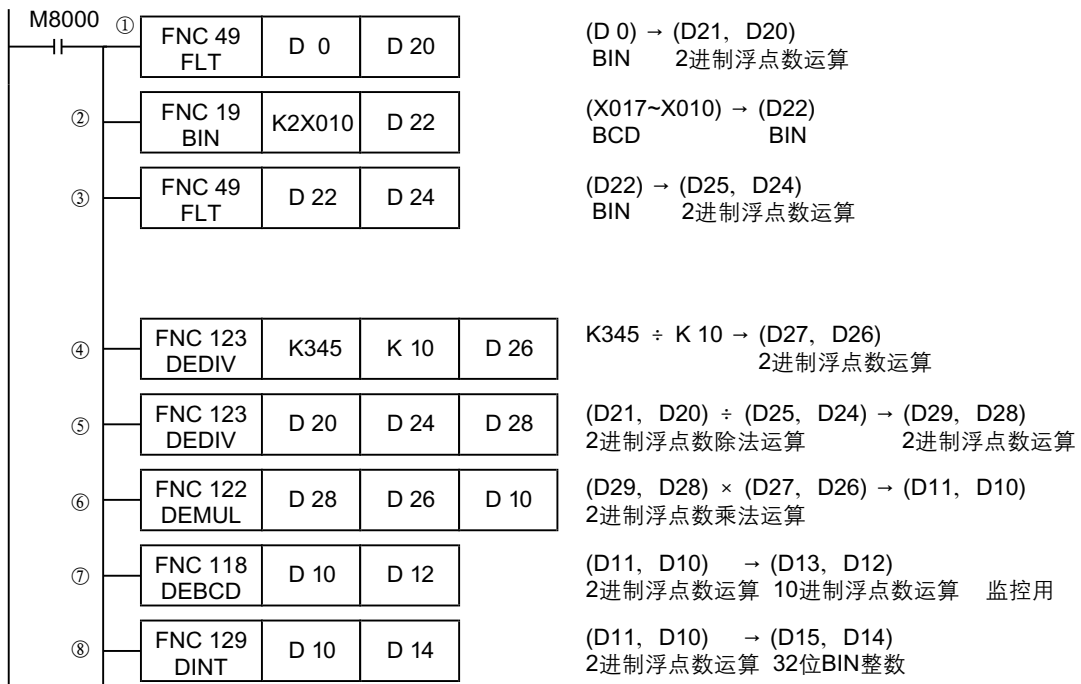 M8000
① FNC 49 FLT D 0 D 20 (D 0) → (D21, D20)
BIN 2进制浮点数运算
② FNC 19 BIN K2X010 D 22 (X017~X010) → (D22)
BCD BIN
③ FNC 49 FLT D 22 D 24 (D22) → (D25, D24)
BIN 2进制浮点数运算
④ FNC 123 DEDIV K345 K 10 D 26 K345 ÷ K 10 → (D27, D26)
2进制浮点数运算
⑤ FNC 123 DEDIV D 20 D 24 D 28 (D21, D20) ÷ (D25, D24) → (D29, D28)
2进制浮点数除法运算 2进制浮点数运算
⑥ FNC 122 DEMUL D 28 D 26 D 10 (D29, D28) × (D27, D26) → (D11, D10)
2进制浮点数乘法运算
⑦ FNC 118 DEBCD D 10 D 12 (D11, D10) → (D13, D12)
2进制浮点数运算 10进制浮点数运算 监控用
⑧ FNC 129 DINT D 10 D 14 (D11, D10) → (D15, D14)
2进制浮点数运算 32位BIN整数